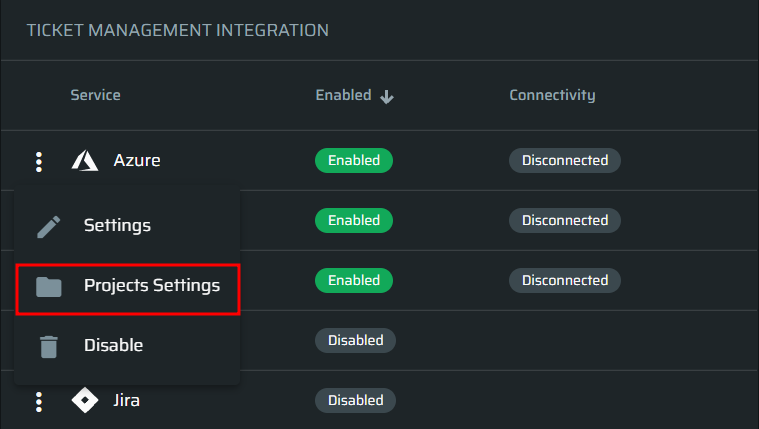 TICKET MANAGEMENT INTEGRATION
Service Enabled Connectivity
Azure Enabled Disconnected
Settings Enabled Disconnected
Projects Settings Enabled Disconnected
Disable Disabled
Jira Disabled